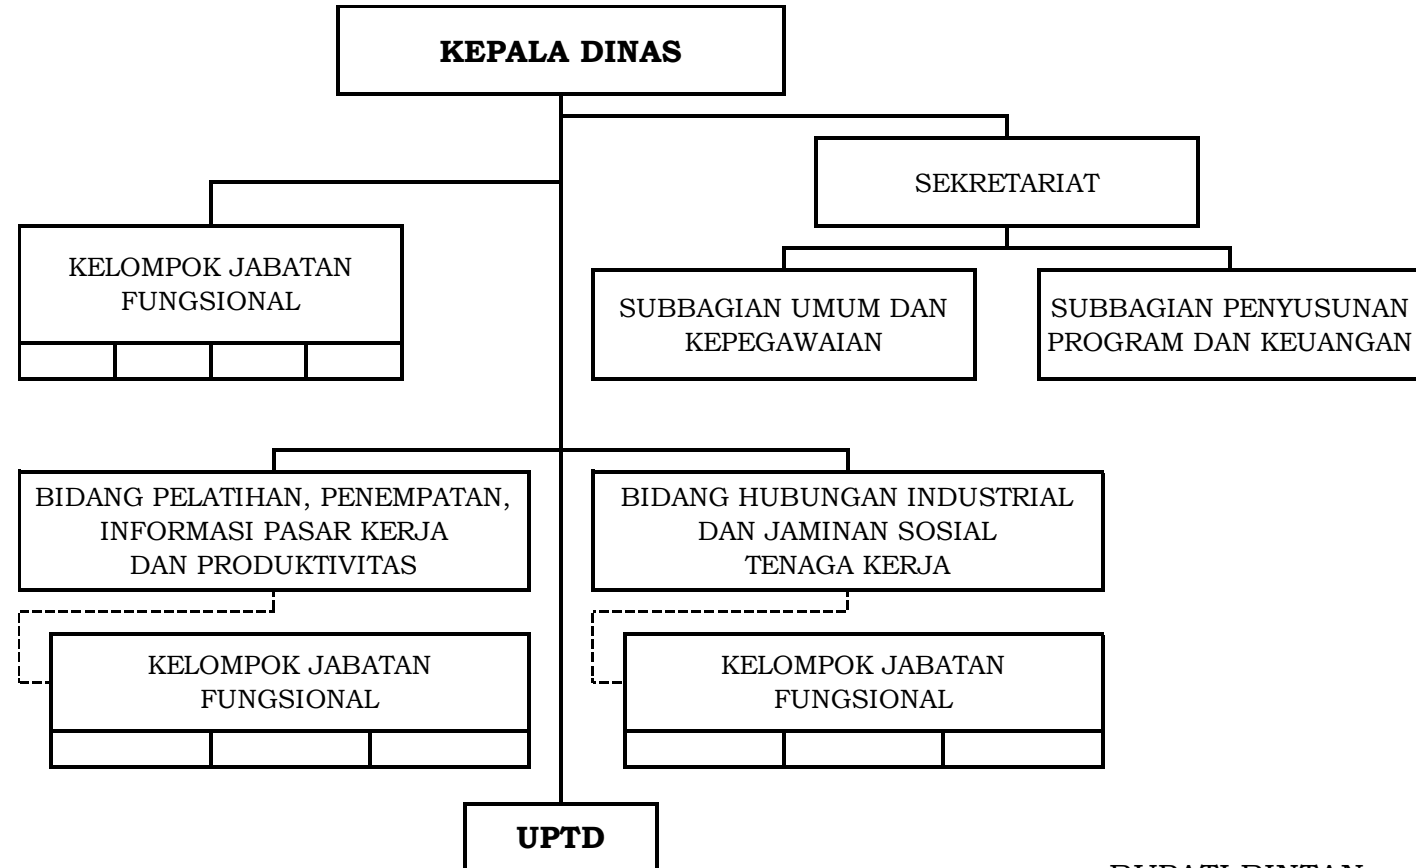 KEPALA DINAS
SEKRETARIAT
KELOMPOK JABATAN
FUNGSIONAL
SUBBAGIAN UMUM DAN
KEPEGAWAIAN
SUBBAGIAN PENYUSUNAN
PROGRAM DAN KEUANGAN
BIDANG PELATIHAN, PENEMPATAN,
INFORMASI PASAR KERJA
DAN PRODUKTIVITAS
BIDANG HUBUNGAN INDUSTRIAL
DAN JAMINAN SOSIAL
TENAGA KERJA
KELOMPOK JABATAN
FUNGSIONAL
KELOMPOK JABATAN
FUNGSIONAL
UPTD
BUPATI BINTAN